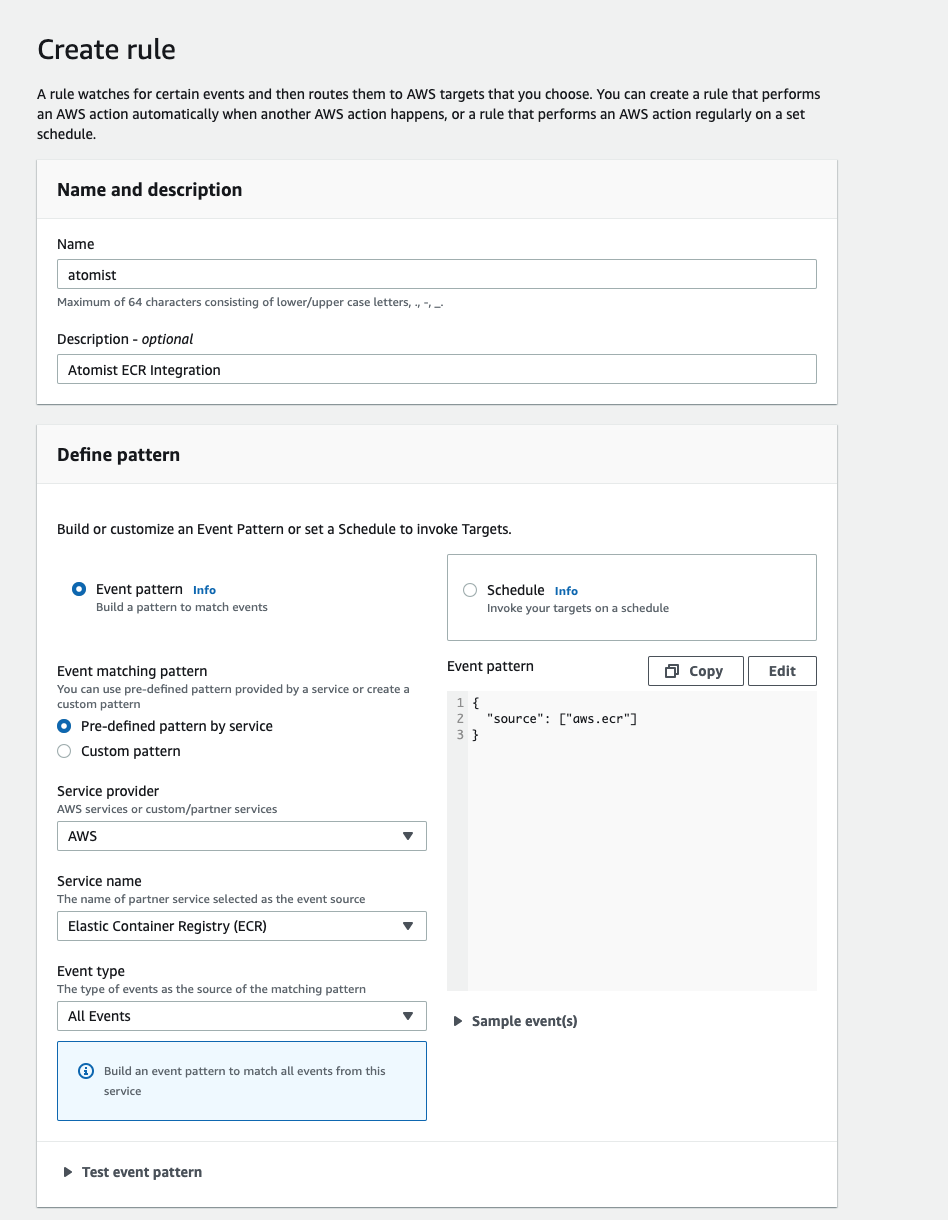 Create rule
A rule watches for certain events and then routes them to AWS targets that you choose. You can create a rule that performs
an AWS action automatically when another AWS action happens, or a rule that performs an AWS action regularly on a set
schedule.
Name and description
Name
atomist
Maximum of 64 characters consisting of lower/upper case letters, ., -, _.
Description - optional
Atomist ECR Integration
Define pattern
Build or customize an Event Pattern or set a Schedule to invoke Targets.
Event pattern Info
Build a pattern to match events
Schedule Info
Invoke your targets on a schedule
Event matching pattern
You can use pre-defined pattern provided by a service or create a
custom pattern
Pre-defined pattern by service
Custom pattern
Service provider
AWS services or custom/partner services
AWS
Service name
The name of partner service selected as the event source
Elastic Container Registry (ECR)
Event type
The type of events as the source of the matching pattern
All Events
Build an event pattern to match all events from this
service
Event pattern
Copy
Edit
1 {
2   "source": ["aws.ecr"]
3 }
Sample event(s)
Test event pattern